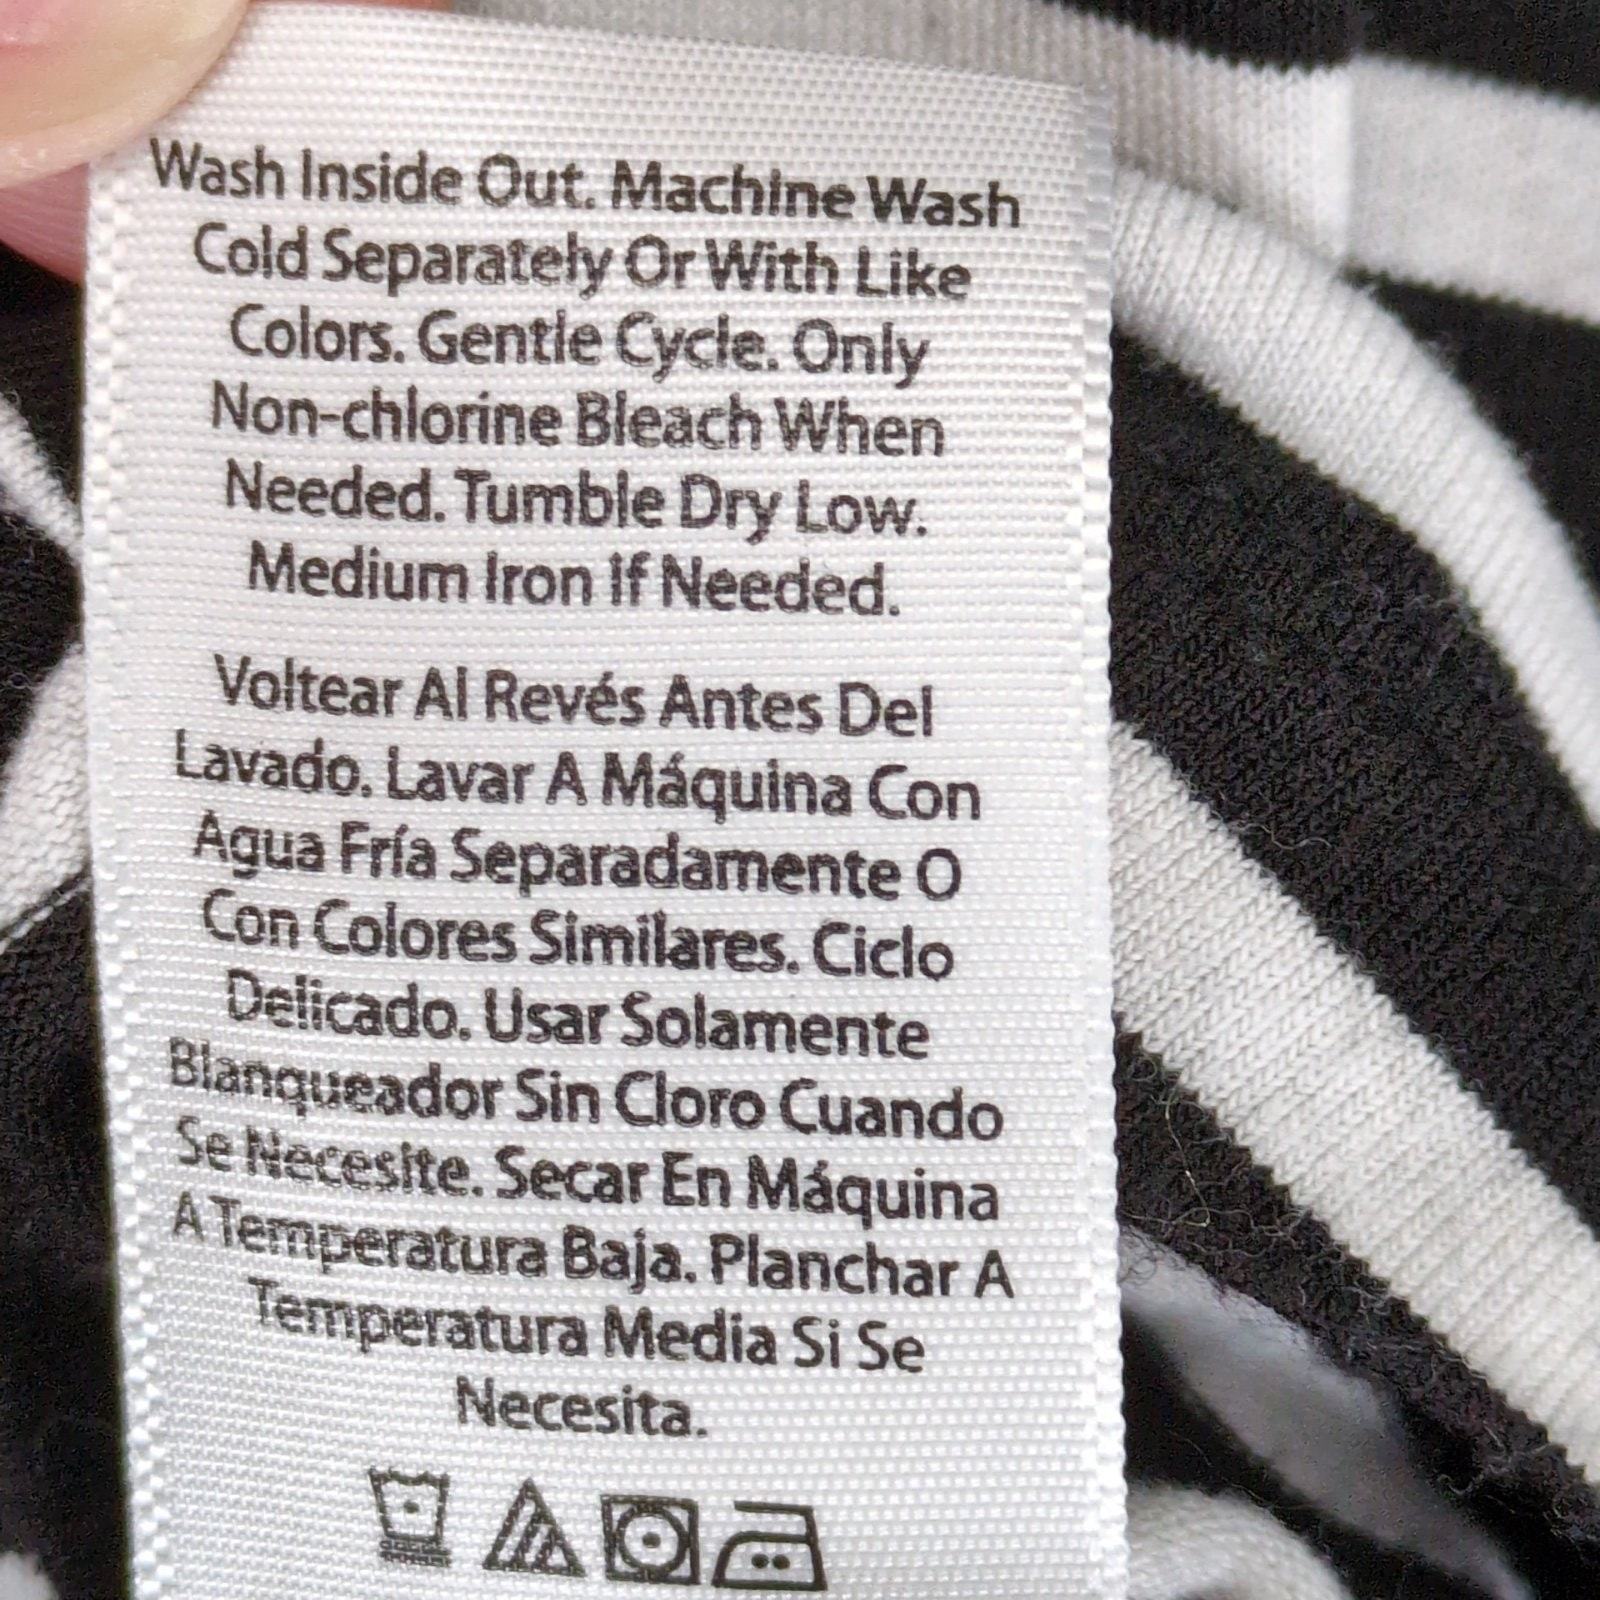 Wash Inside Out. Machine Wash
Cold Separately Or With Like
Colors. Gentle Cycle. Only
Non-chlorine Bleach When
Needed. Tumble Dry Low.
Medium Iron If Needed.
Voltear Al Revés Antes Del
Lavado. Lavar A Máquina Con
Agua Fría Separadamente O
Con Colores Similares. Ciclo
Delicado. Usar Solamente
Blanqueador Sin Cloro Cuando
Se Necesite. Secar En Máquina
A Temperatura Baja. Planchar A
Temperatura Media Si Se
Necesita.